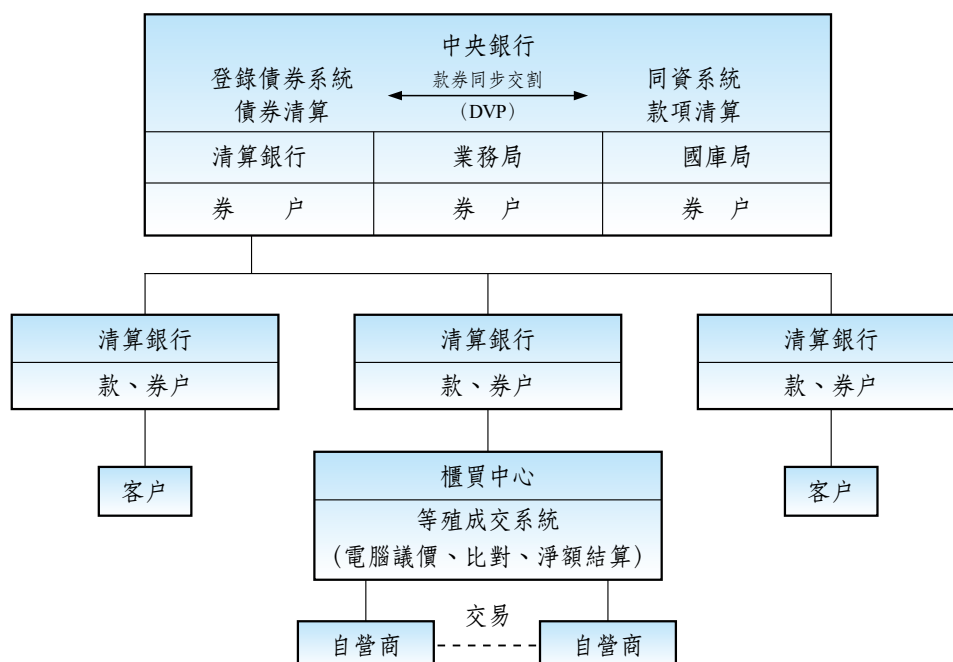 中央銀行
登錄債券系統 款券同步交割 同資系統
債券清算 (DVP) 款項清算
清算銀行 業務局 國庫局
券 戶 券 戶 券 戶
清算銀行 清算銀行 清算銀行
款、券戶 款、券戶 款、券戶
客戶 櫃買中心 客戶
等殖成交系統
(電腦議價、比對、淨額結算)
交易
自營商 自營商